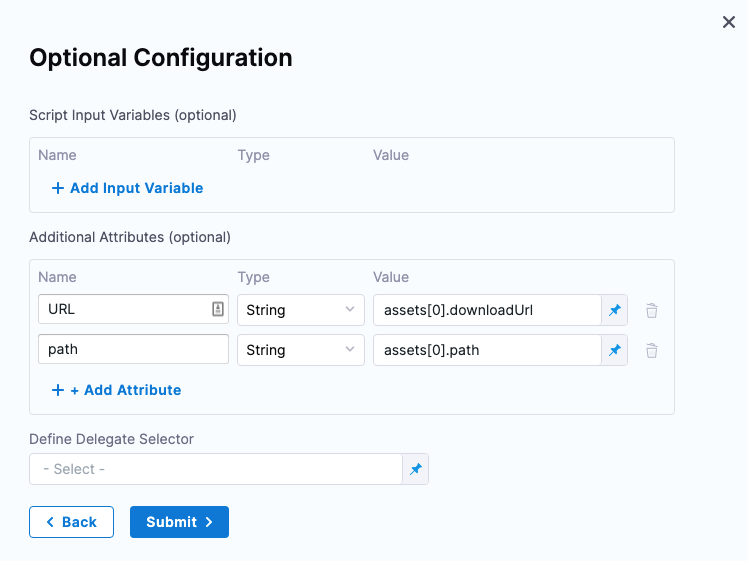 Optional Configuration
Script Input Variables (optional)
Name Type Value
+ Add Input Variable
Additional Attributes (optional)
Name Type Value
URL String assets[0].downloadUrl
path String assets[0].path
+ + Add Attribute
Define Delegate Selector
- Select -
Back Submit